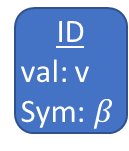 ID
val: v
Sym: β